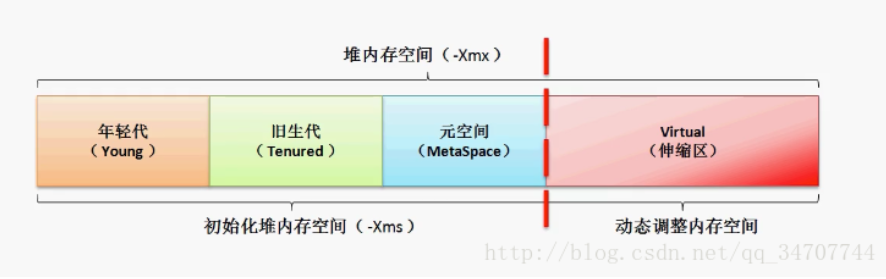 堆内存空间（-Xmx）
年轻代
（Young）
旧生代
（Tenured）
元空间
（MetaSpace）
Virtual
（伸缩区）
初始化堆内存空间（-Xms）
动态调整内存空间
http://blog.csdn.net/qq_34707744